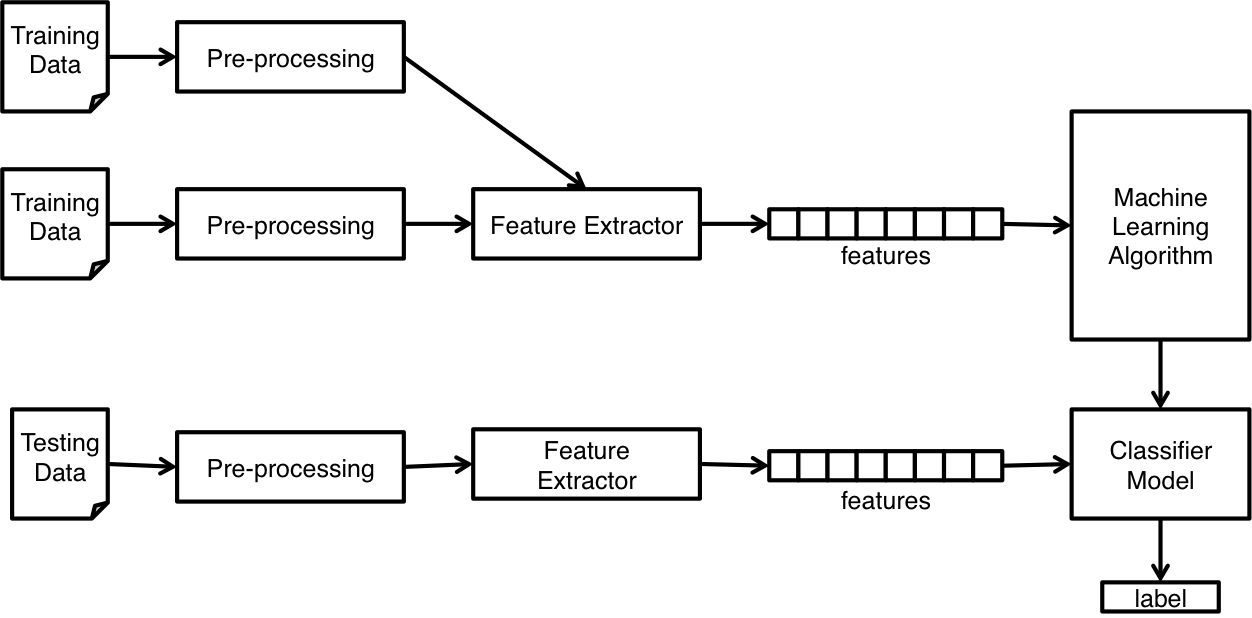 Training
Data
Pre-processing
Training
Data
Pre-processing
Feature Extractor
features
Machine
Learning
Algorithm
Testing
Data
Pre-processing
Feature
Extractor
features
Classifier
Model
label